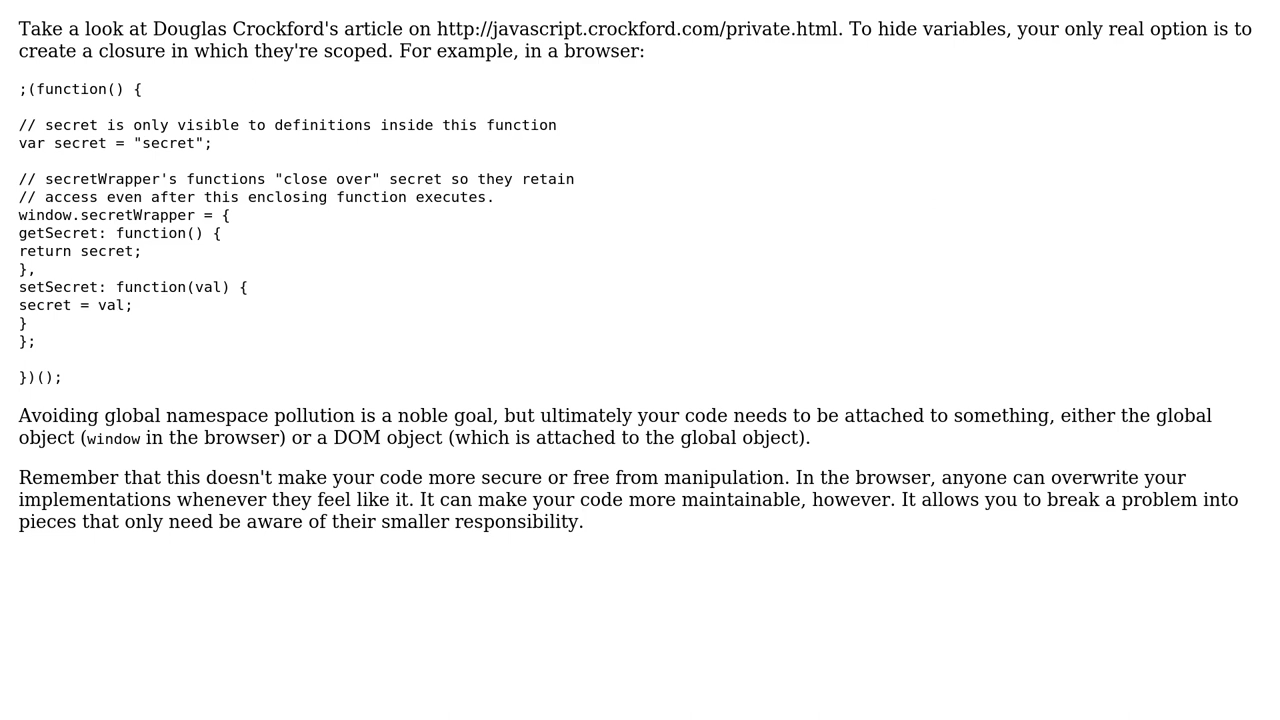 Take a look at Douglas Crockford's article on http://javascript.crockford.com/private.html. To hide variables, your only real option is to
create a closure in which they're scoped. For example, in a browser:
;(function() {
// secret is only visible to definitions inside this function
var secret = "secret";
// secretWrapper's functions "close over" secret so they retain
// access even after this enclosing function executes.
window.secretWrapper = {
getSecret: function() {
return secret;
},
setSecret: function(val) {
secret = val;
}
};
})();
Avoiding global namespace pollution is a noble goal, but ultimately your code needs to be attached to something, either the global
object (window in the browser) or a DOM object (which is attached to the global object).
Remember that this doesn't make your code more secure or free from manipulation. In the browser, anyone can overwrite your
implementations whenever they feel like it. It can make your code more maintainable, however. It allows you to break a problem into
pieces that only need be aware of their smaller responsibility.